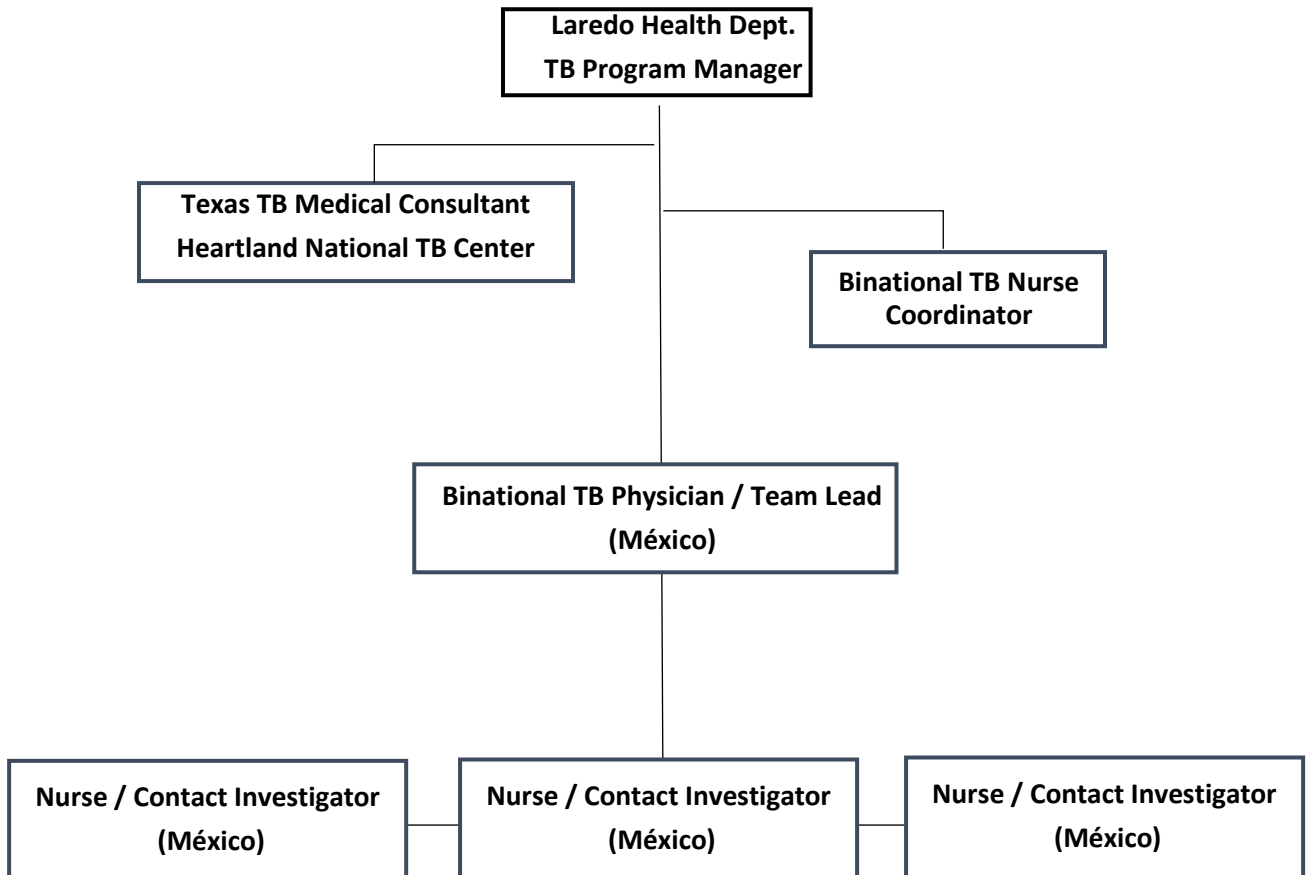 Laredo Health Dept.
TB Program Manager
Texas TB Medical Consultant
Heartland National TB Center
Binational TB Nurse
Coordinator
Binational TB Physician / Team Lead
(México)
Nurse / Contact Investigator
(México)
Nurse / Contact Investigator
(México)
Nurse / Contact Investigator
(México)